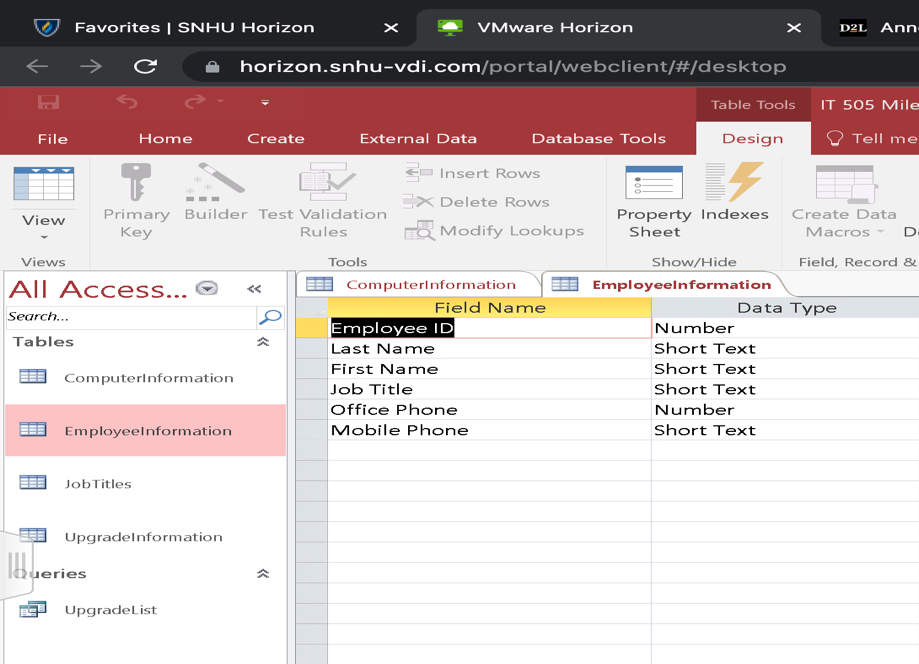 Favorites | SNHU Horizon
VMware Horizon
D2L Ann
horizon.snhu-vdi.com/portal/webclient/#/desktop
Table Tools
IT 505 Mile
File
Home
Create
External Data
Database Tools
Design
Tell me
View
Primary Key
Builder
Test Validation Rules
Insert Rows
Delete Rows
Modify Lookups
Property Sheet
Indexes
Create Data Macros
Views
Tools
Show/Hide
Field, Record &
All Access...
Search...
Tables
ComputerInformation
EmployeeInformation
JobTitles
UpgradeInformation
Queries
UpgradeList
ComputerInformation
EmployeeInformation
Field Name Data Type
Employee ID Number
Last Name Short Text
First Name Short Text
Job Title Short Text
Office Phone Number
Mobile Phone Short Text